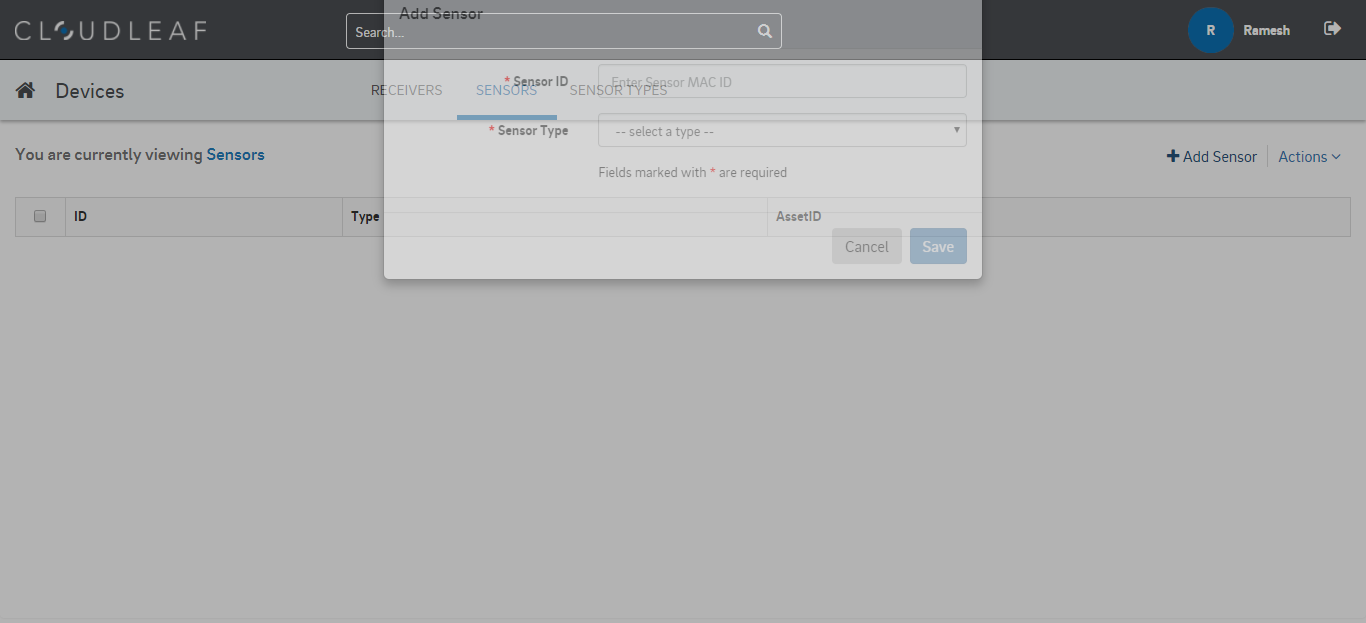 CLOUDLEAF
Add Sensor
Search...
R
Ramesh
Devices
RECEIVERS
SENSORS
SENSOR TYPES
* Sensor ID
Enter Sensor MAC ID
* Sensor Type
-- select a type --
You are currently viewing Sensors
Add Sensor
Actions
Fields marked with * are required
ID
Type
AssetID
Cancel
Save